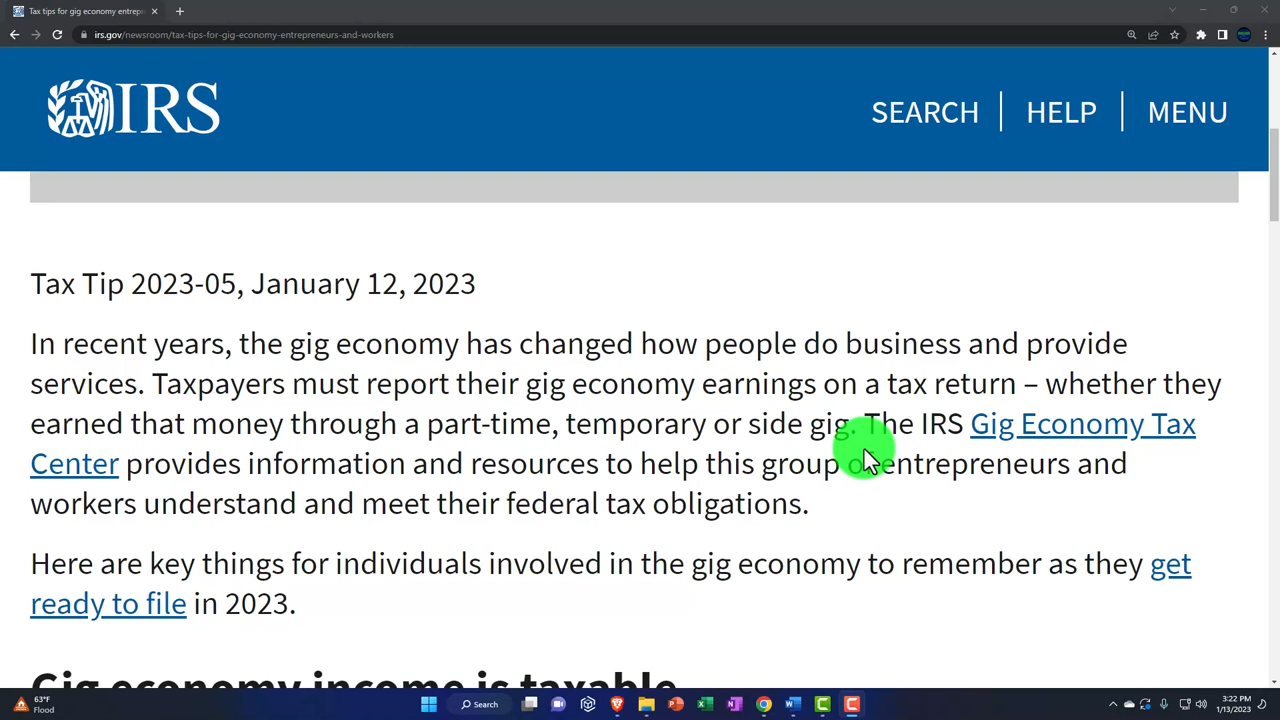 Tax tips for gig economy entrepr
irs.gov/newsroom/tax-tips-for-gig-economy-entrepreneurs-and-workers
IRS
SEARCH HELP MENU
Tax Tip 2023-05, January 12, 2023
In recent years, the gig economy has changed how people do business and provide
services. Taxpayers must report their gig economy earnings on a tax return – whether they
earned that money through a part-time, temporary or side gig. The IRS Gig Economy Tax
Center provides information and resources to help this group of entrepreneurs and
workers understand and meet their federal tax obligations.
Here are key things for individuals involved in the gig economy to remember as they get
ready to file in 2023.
Gig economy income is taxable
63°F
Flood
Search
3:22 PM
1/13/2023